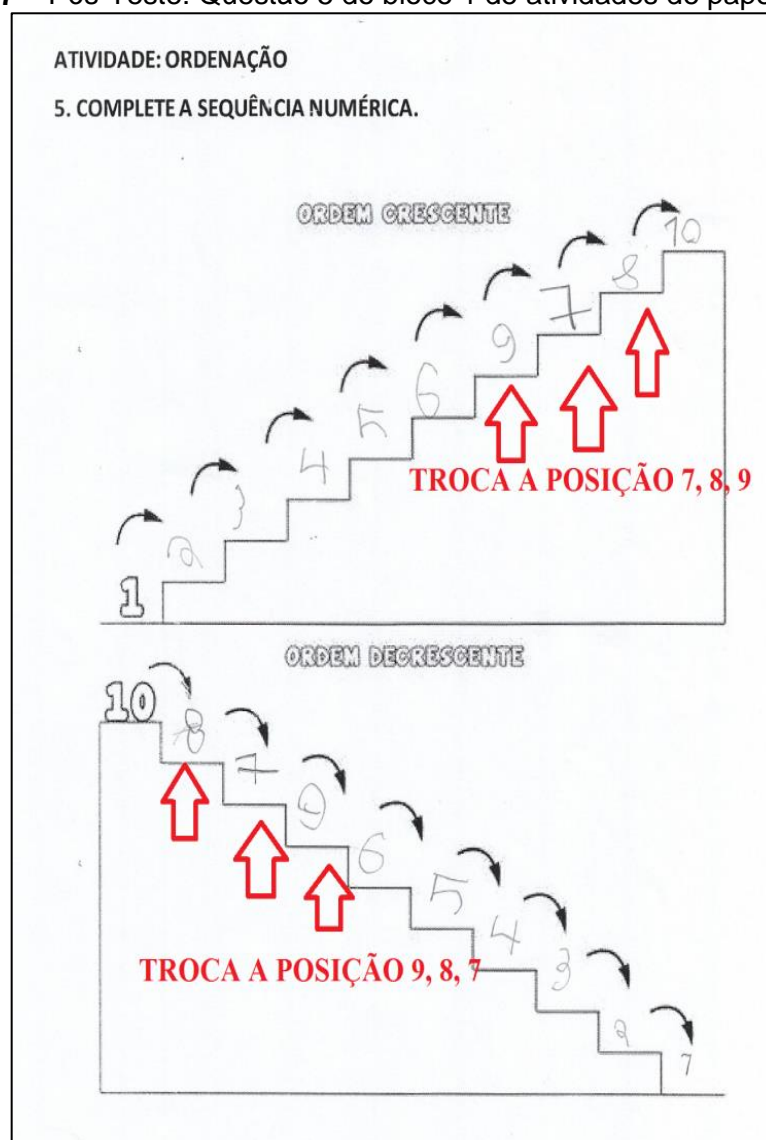 Pós-Teste: Questão 5 do bloco 1 de atividades de
ATIVIDADE: ORDENAÇÃO
5. COMPLETE A SEQUÊNCIA NUMÉRICA.
ORDEM CRESCENTE
1 2 3 4 5 6 9 7 8 10
TROCA A POSIÇÃO 7, 8, 9
ORDEM DECRESCENTE
10 8 7 9 6 5 4 3 2 1
TROCA A POSIÇÃO 9, 8, 7